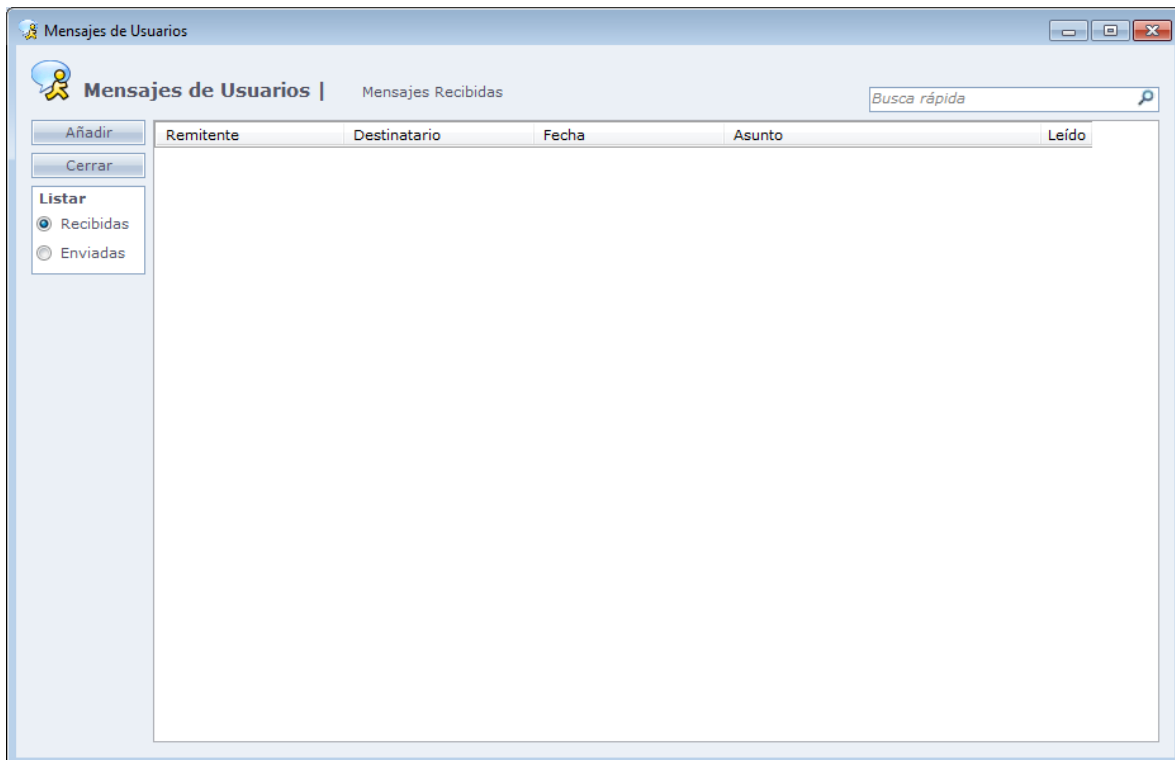 Mensajes de Usuarios
Mensajes de Usuarios | Mensajes Recibidas
Busca rápida
Añadir
Cerrar
Listar
Recibidas
Enviadas
Remitente Destinatario Fecha Asunto Leído